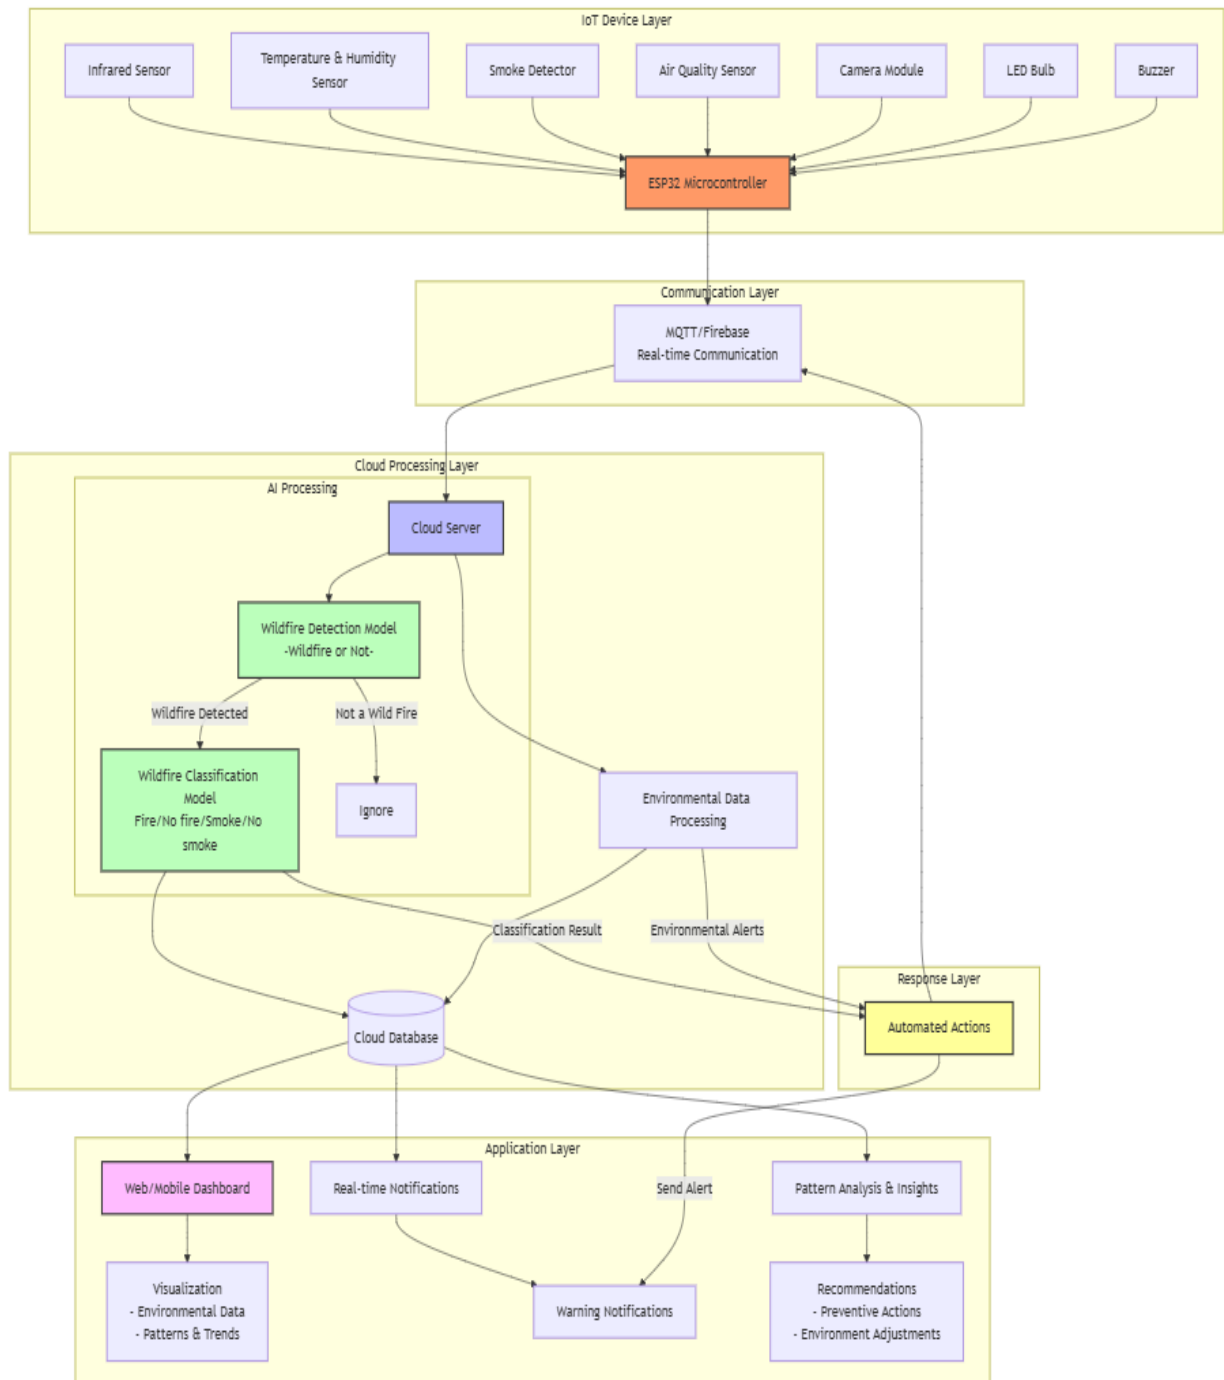 IoT Device Layer
Infrared Sensor
Temperature & Humidity
Sensor
Smoke Detector
Air Quality Sensor
Camera Module
LED Bulb
Buzzer
ESP32 Microcontroller
Communication Layer
MQTT/Firebase
Real-time Communication
Cloud Processing Layer
AI Processing
Cloud Server
Wildfire Detection Model
-Wildfire or Not-
Wildfire Detected
Not a Wild Fire
Wildfire Classification
Model
Fire/No fire/Smoke/No
smoke
Ignore
Environmental Data
Processing
Classification Result
Environmental Alerts
Response Layer
Automated Actions
Cloud Database
Application Layer
Web/Mobile Dashboard
Real-time Notifications
Send Alert
Pattern Analysis & Insights
Visualization
- Environmental Data
- Patterns & Trends
Warning Notifications
Recommendations
- Preventive Actions
- Environment Adjustments